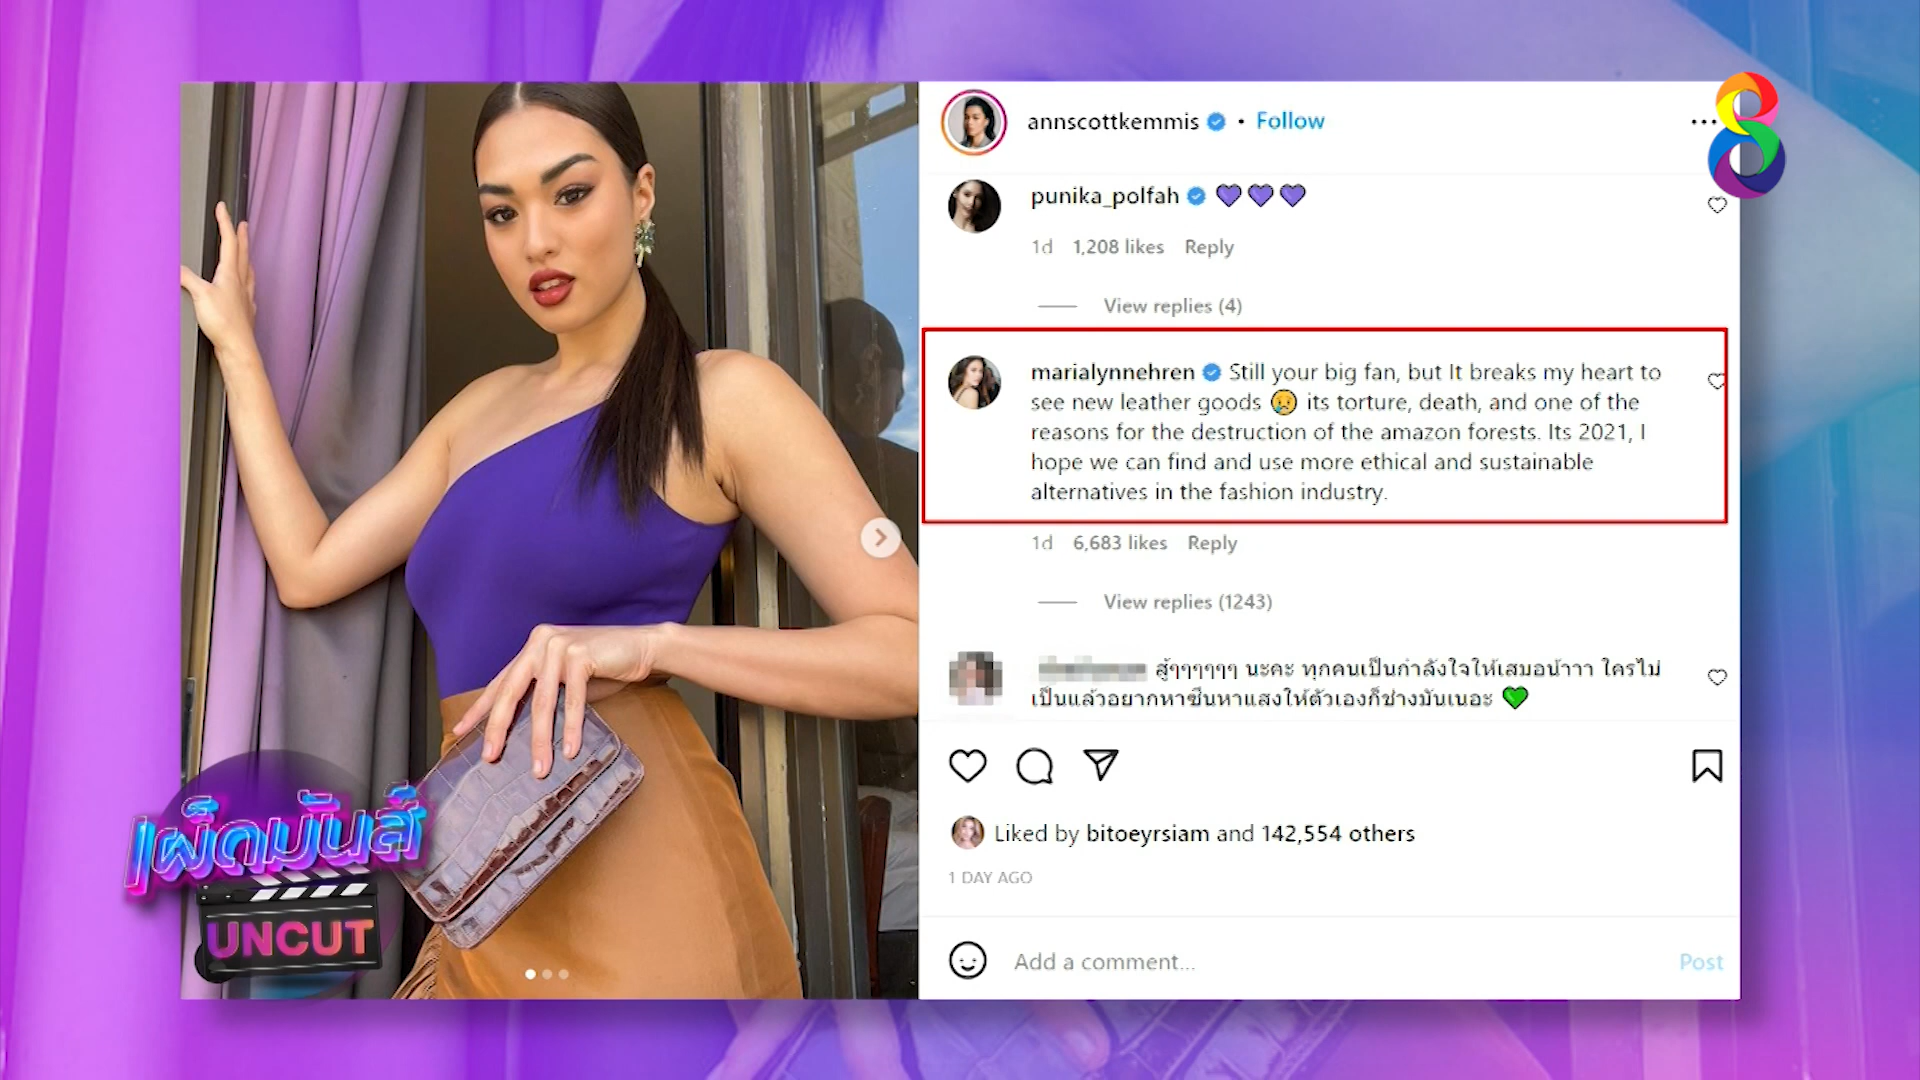 annscottkemmis • Follow
8
punika_polfah 💜 💜 💜
1d 1,208 likes Reply
View replies (4)
marialynnehren Still your big fan, but It breaks my heart to
see new leather goods 😢 its torture, death, and one of the
reasons for the destruction of the amazon forests. Its 2021, I
hope we can find and use more ethical and sustainable
alternatives in the fashion industry.
1d 6,683 likes Reply
View replies (1243)
สู้ๆๆๆๆๆๆ นะคะ ทุกคนเป็นกำลังใจให้เสมอน้าาา ใครไม่
เป็นแล้วอยากหาซีนหาแสงให้ตัวเองก็ช่างมันเนอะ 💚
Liked by bitoeyrsiam and 142,554 others
1 DAY AGO
Add a comment... Post
เผ็ดมันส์
UNCUT